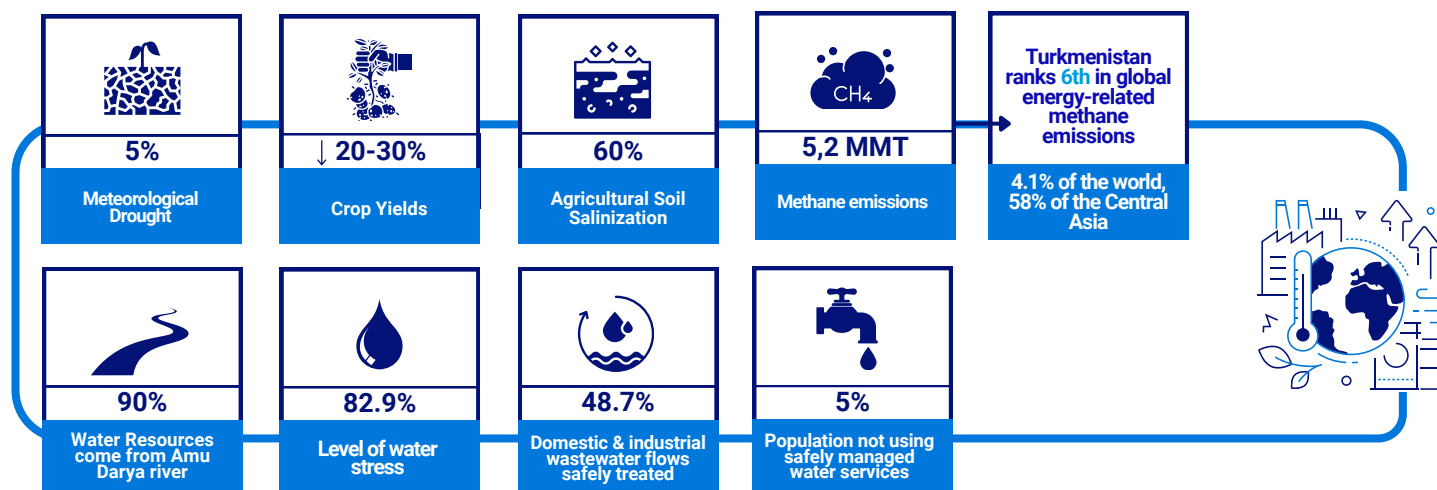 5%
Meteorological
Drought
↓ 20-30%
Crop Yields
60%
Agricultural Soil
Salinization
CH4
5,2 MMT
Methane emissions
Turkmenistan
ranks 6th in global
energy-related
methane
emissions
4.1% of the world,
58% of the Central
Asia
90%
Water Resources
come from Amu
Darya river
82.9%
Level of water
stress
48.7%
Domestic & industrial
wastewater flows
safely treated
5%
Population not using
safely managed
water services